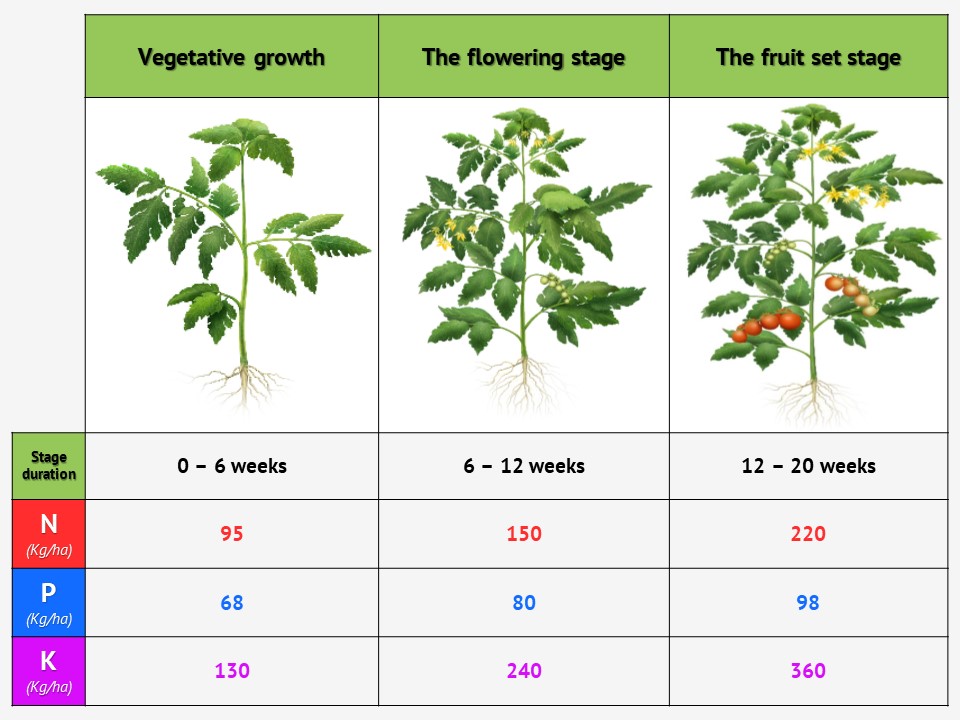 Vegetative growth
The flowering stage
The fruit set stage
Stage
duration
0 – 6 weeks
6 – 12 weeks
12 – 20 weeks
N
(Kg/ha)
95
150
220
P
(Kg/ha)
68
80
98
K
(Kg/ha)
130
240
360